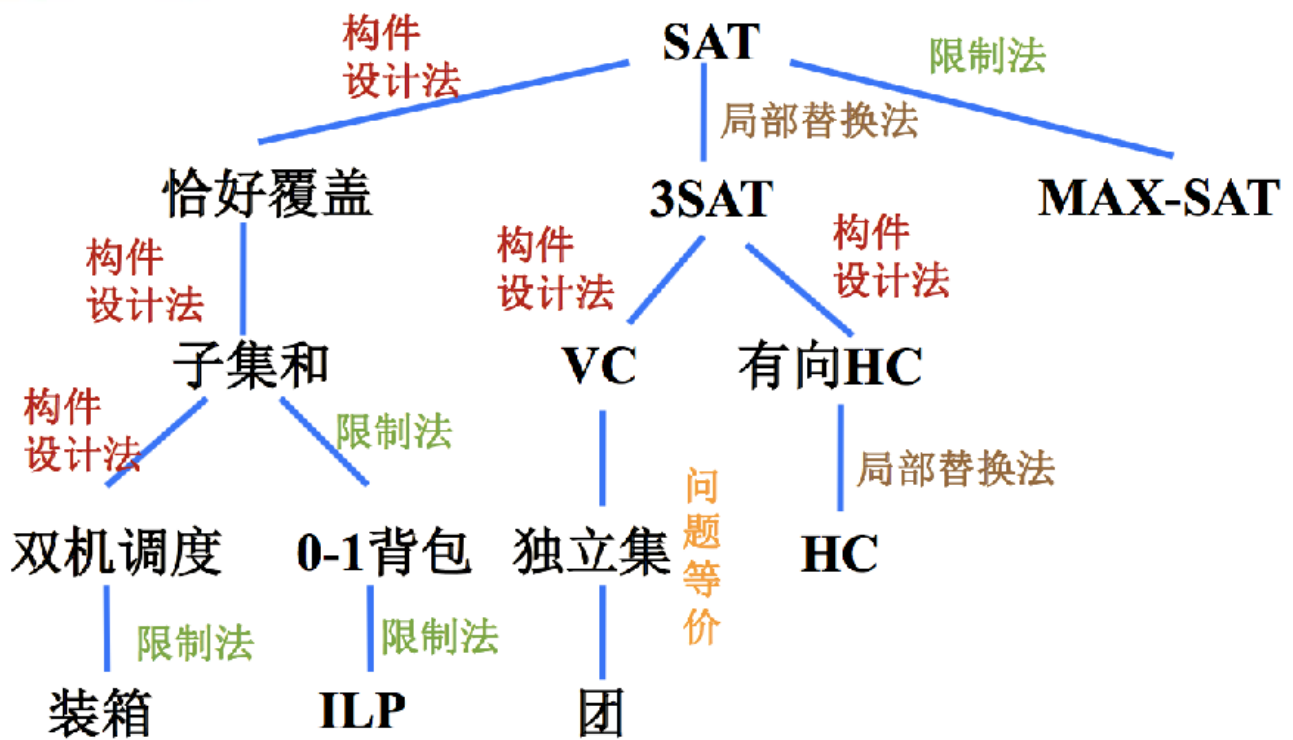 构件
设计法
SAT
限制法
局部替换法
恰好覆盖
3SAT
MAX-SAT
构件
设计法
构件
设计法
构件
设计法
子集和
VC
有向HC
构件
设计法
限制法
局部替换法
问题等价
双机调度
0-1背包
独立集
HC
限制法
限制法
装箱
ILP
团